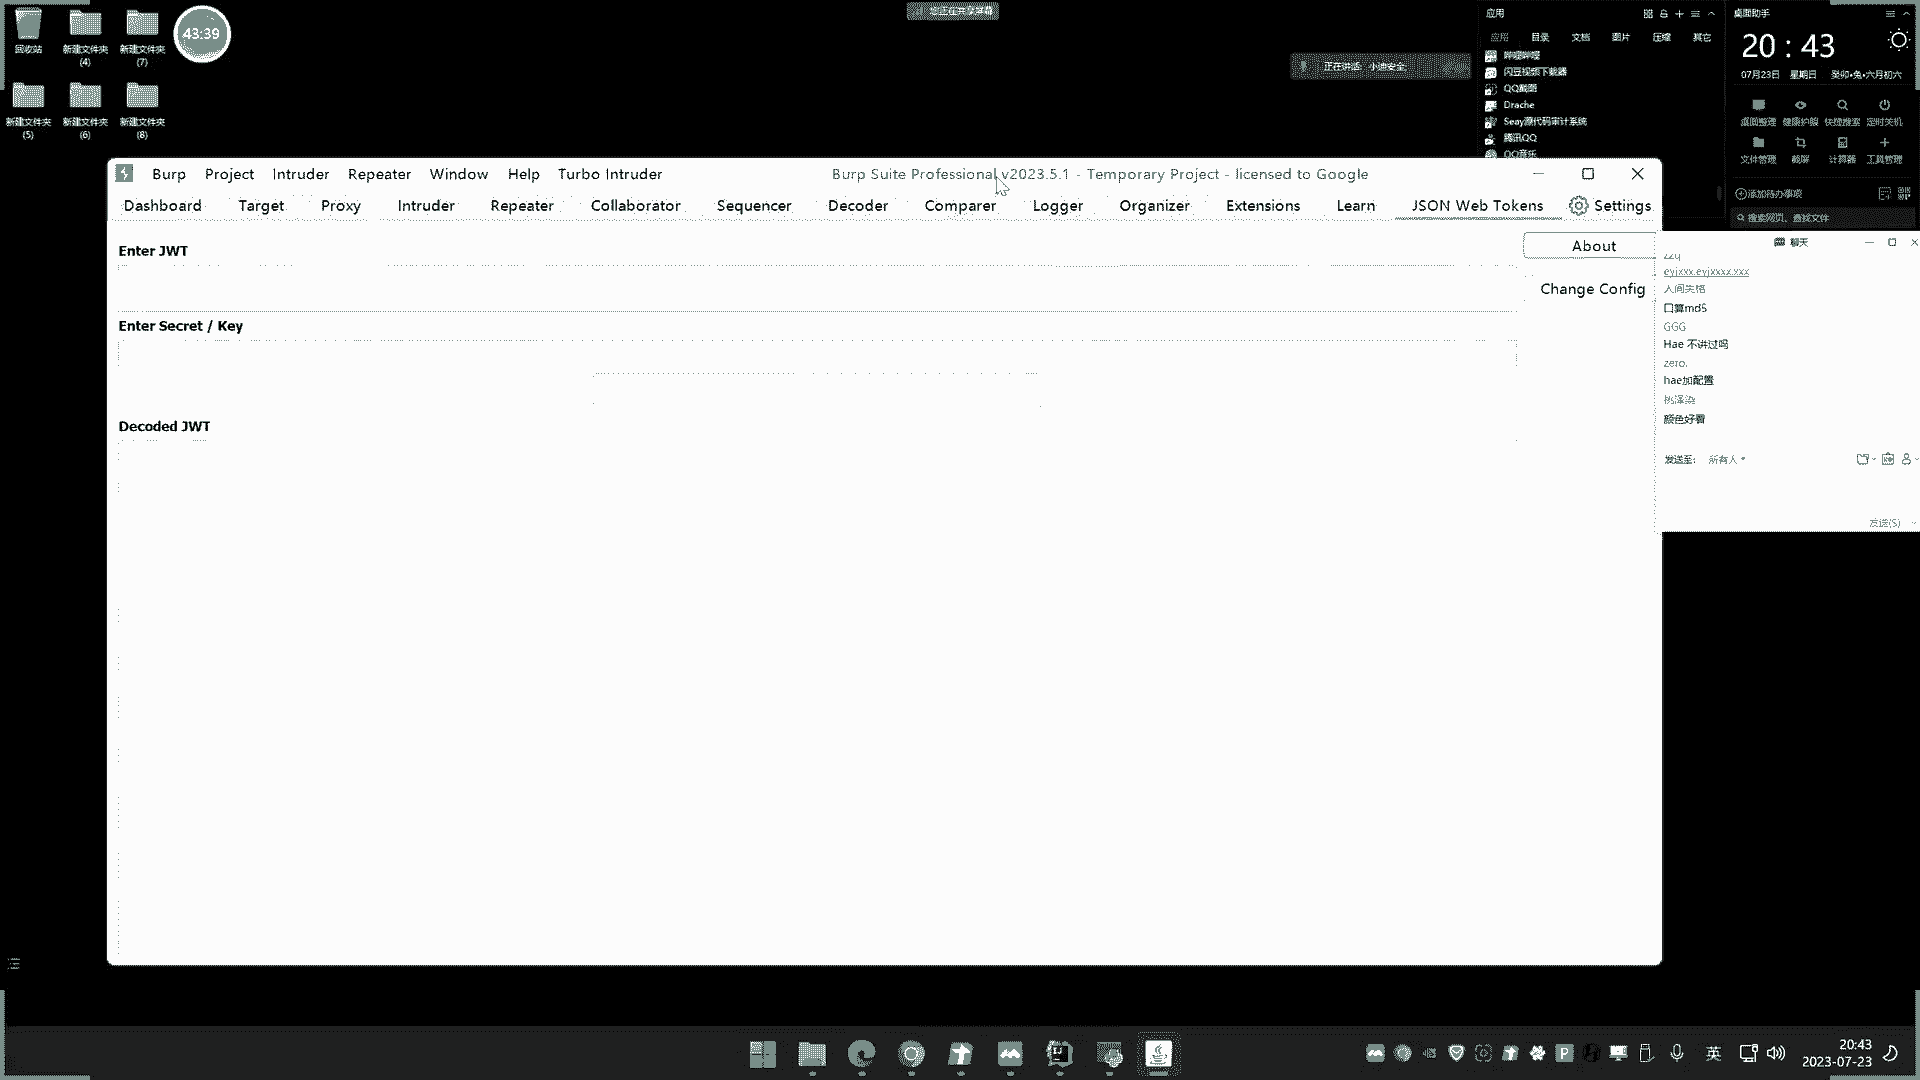 回收站
新建文件夹
(4)
新建文件夹
(7)
43:39
新建文件夹
(5)
新建文件夹
(6)
新建文件夹
(8)
您正在共享屏幕
正在讲话: 小迪安全
应用
应用 目录 文档 图片 压缩 其它
哔哩哔哩
闪豆视频下载器
QQ截图
Drache
Seay源代码审计系统
腾讯QQ
QQ音乐
桌面助手
20 : 43
07月23日 星期日 癸卯•兔•六月初六
桌面整理 健康护眼 快捷搜索 定时关机
文件管理 截屏 计算器 工具管理
添加待办事项
搜索网页、查找文件
Burp Project Intruder Repeater Window Help Turbo Intruder
Burp Suite Professional v2023.5.1 - Temporary Project - licensed to Google
Dashboard Target Proxy Intruder Repeater Collaborator Sequencer Decoder Comparer Logger Organizer Extensions Learn JSON Web Tokens Settings
Enter JWT
About
Change Config
Enter Secret / Key
Decoded JWT
聊天
zzq
eyjxxx.eyjxxxx.xxx
人间失格
口算md5
GGG
Hae 不讲过吗
zero.
hae加配置
桃泽染
颜色好看
发送至: 所有人
发送(S)
英
20:43
2023-07-23